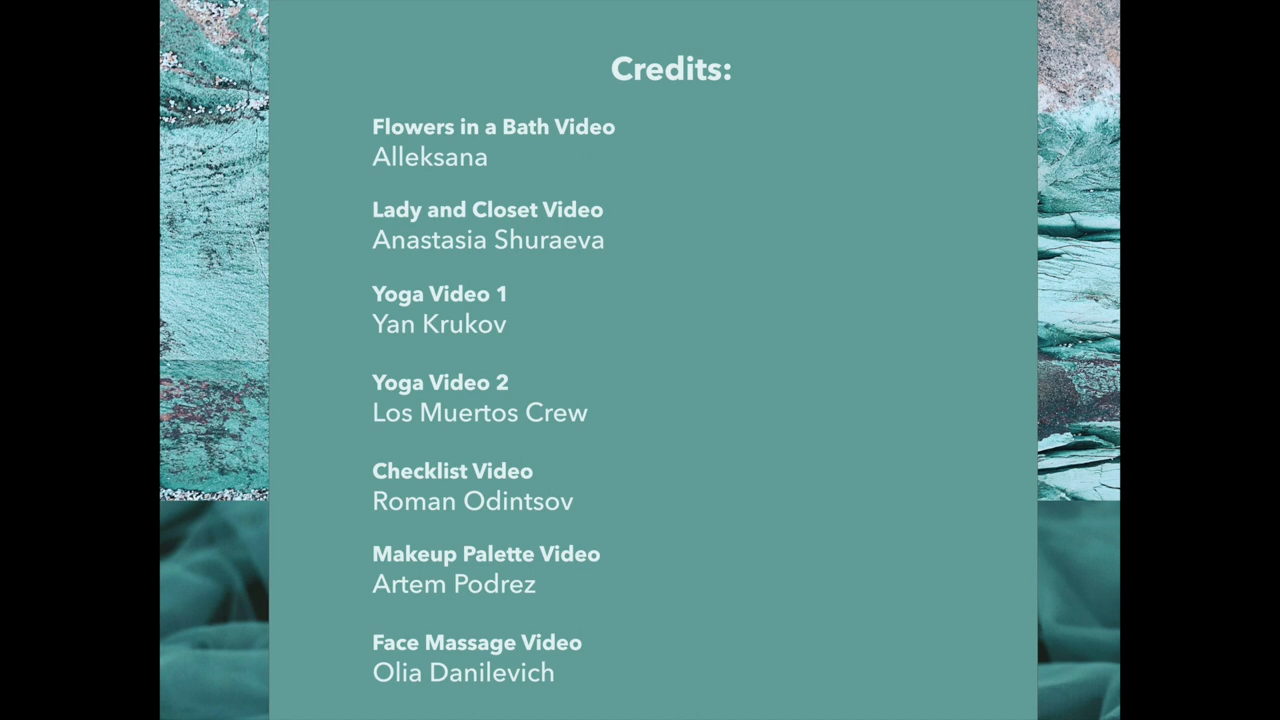 Credits:
Flowers in a Bath Video
Alleksana
Lady and Closet Video
Anastasia Shuraeva
Yoga Video 1
Yan Krukov
Yoga Video 2
Los Muertos Crew
Checklist Video
Roman Odintsov
Makeup Palette Video
Artem Podrez
Face Massage Video
Olia Danilevich